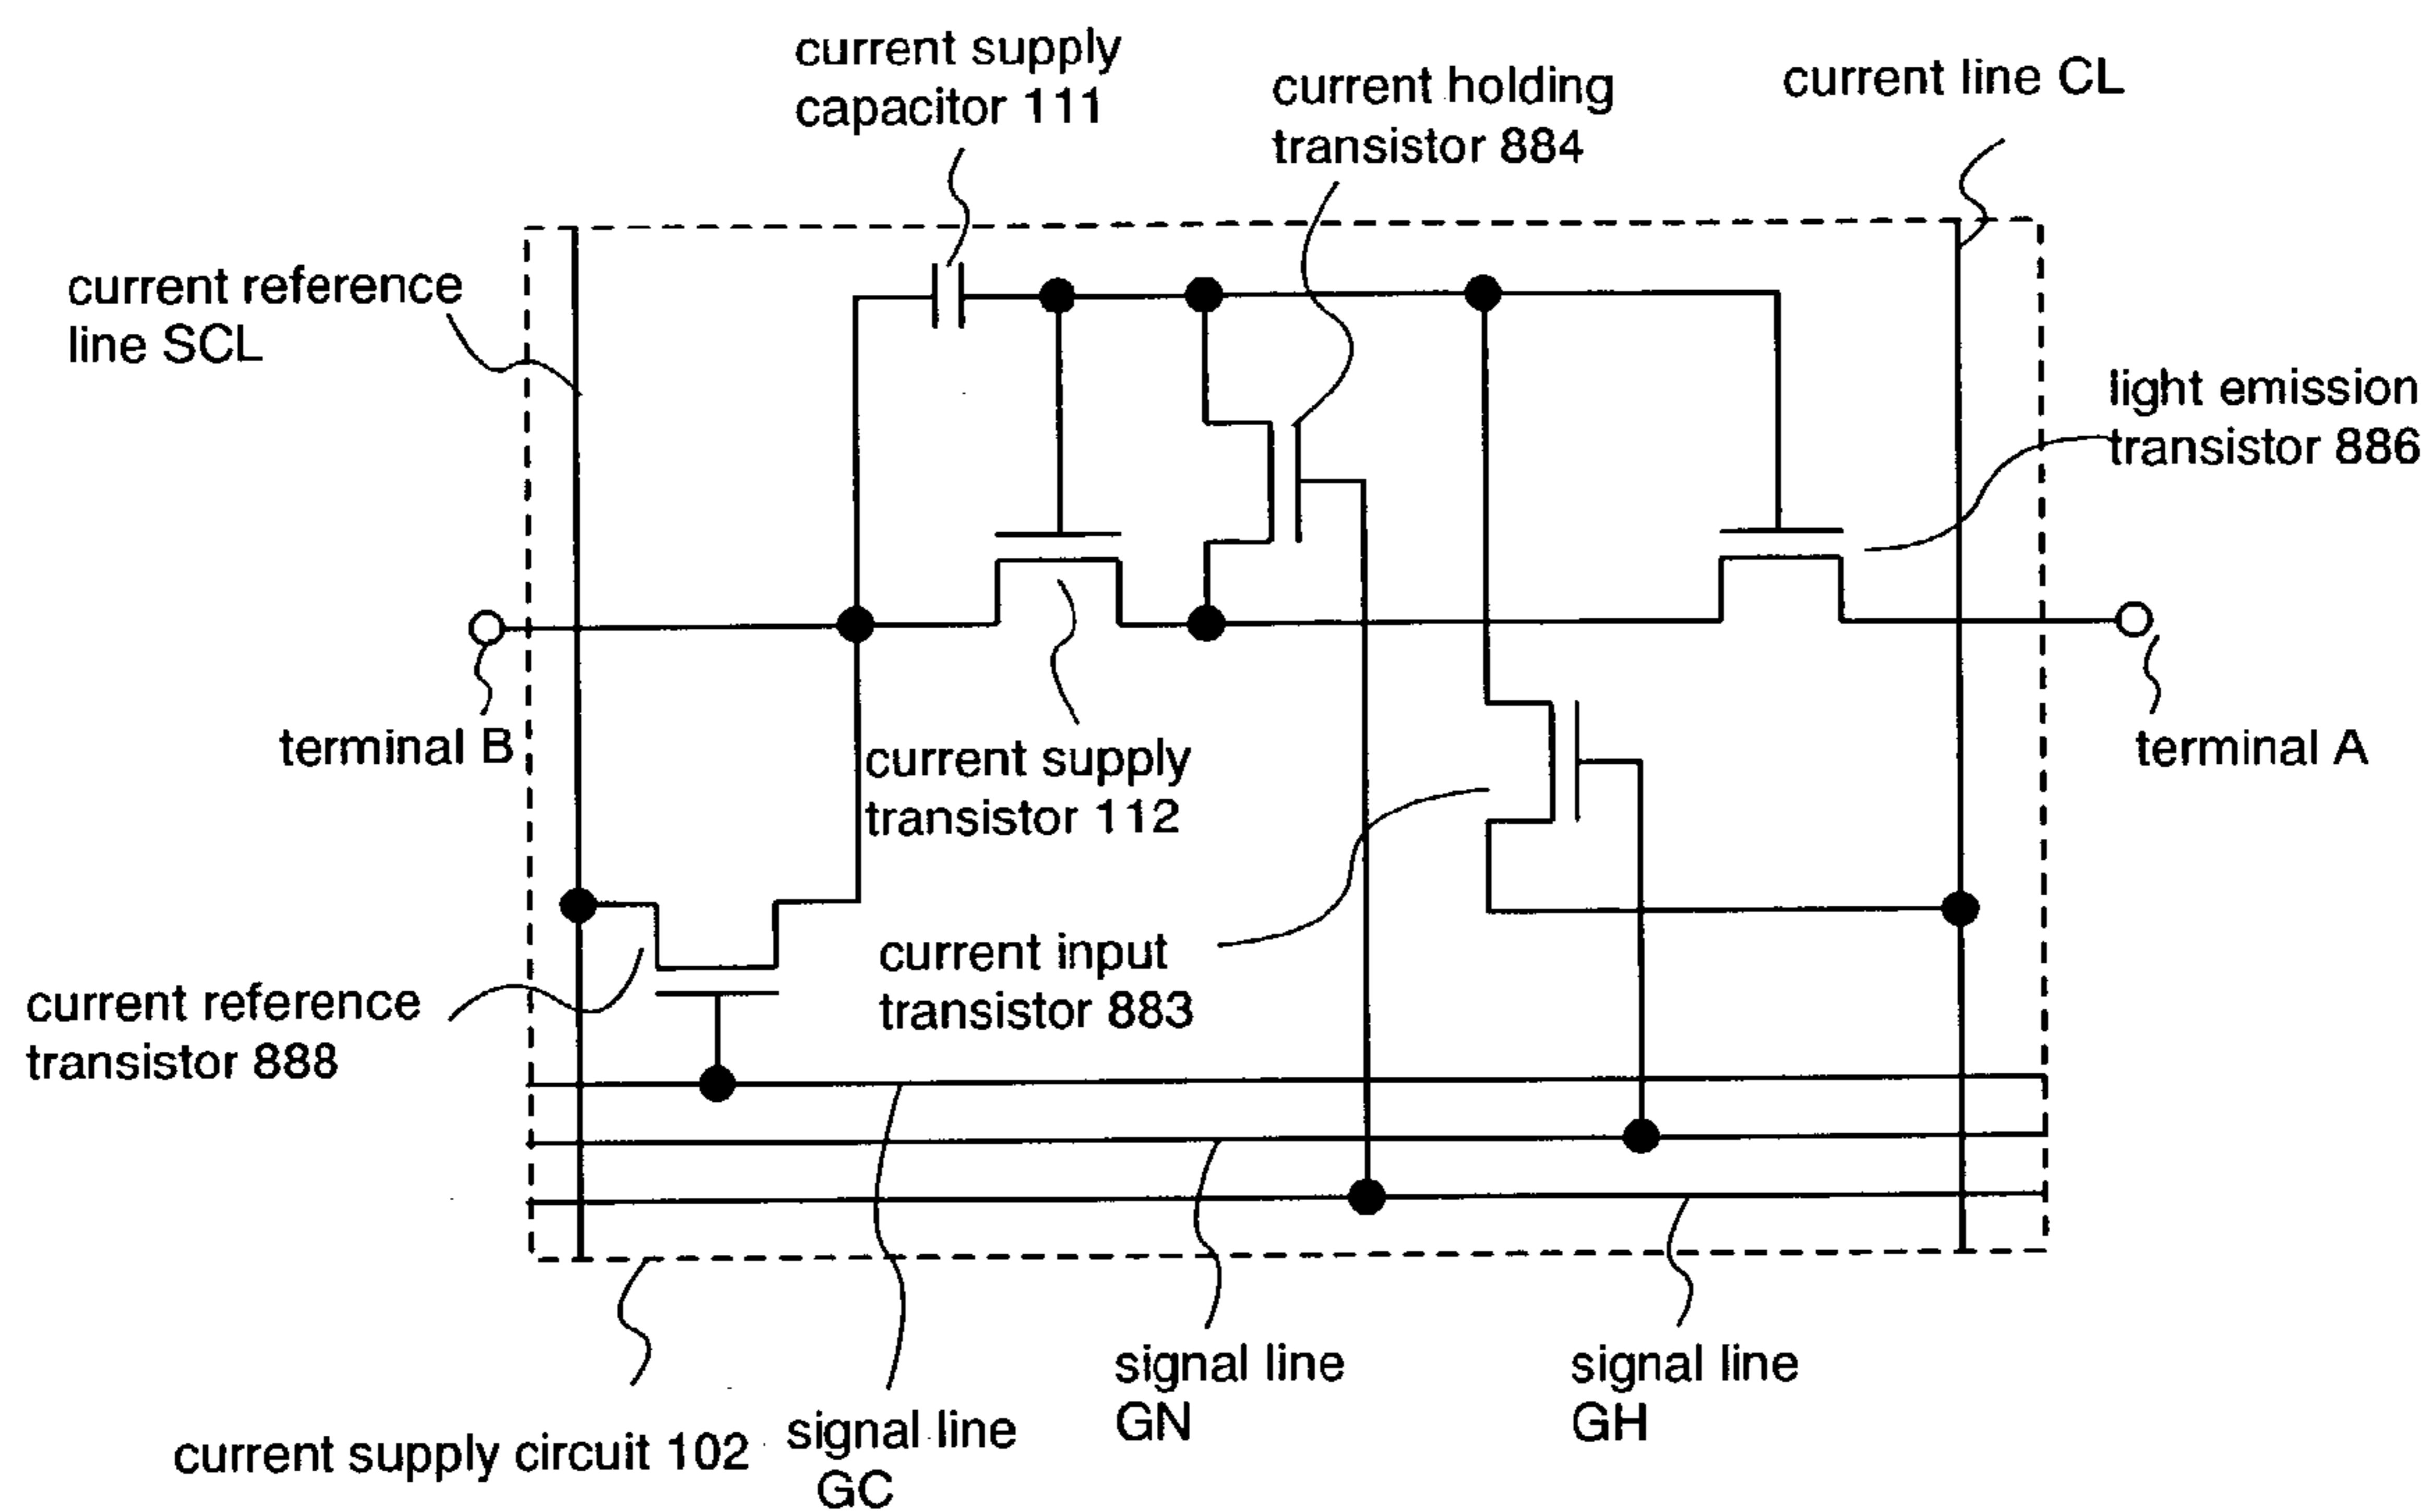 current supply
capacitor 111
current holding
transistor 884
current line CL
current reference
line SCL
light emission
transistor 886
terminal B
current supply
transistor 112
terminal A
current input
transistor 883
current reference
transistor 888
signal line
GN
signal line
GH
current supply circuit 102
signal line
GC